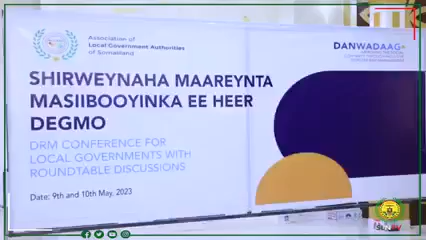 Association of
Local Government Authorities
of Somaliland
DANWADAAG
SHIRWEYNAHA MAAREYNTA
MASIIBOOYINKA EE HEER
DEGMO
DRM CONFERENCE FOR
LOCAL GOVERNMENTS WITH
ROUNDTABLE DISCUSSIONS
Date: 9th and 10th May, 2023